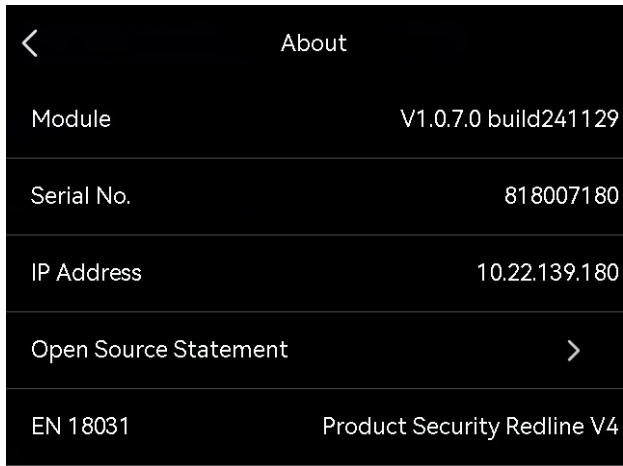 About
Module V1.0.7.0 build241129
Serial No. 818007180
IP Address 10.22.139.180
Open Source Statement
EN 18031 Product Security Redline V4